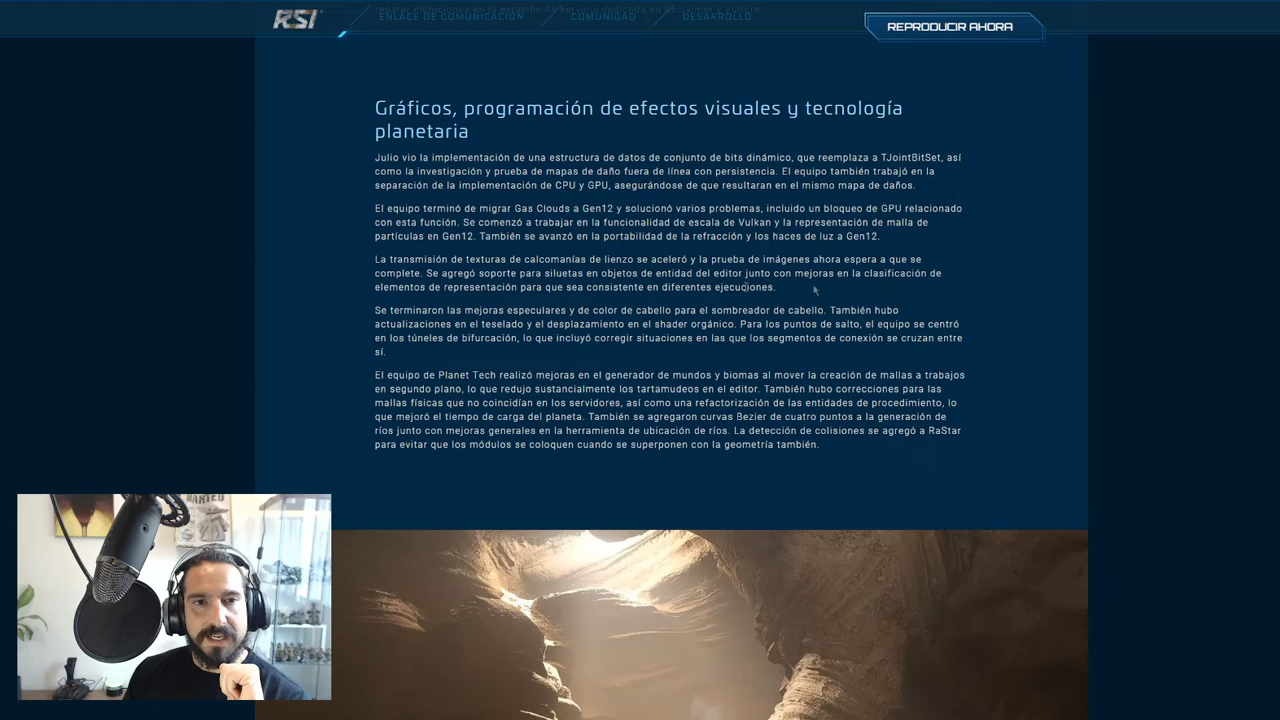 reparar municiones en la estación de servicio dedicada en Reclaimer y Vulture.
RSI
ENLACE DE COMUNICACIÓN
COMUNIDAD
DESARROLLO
REPRODUCIR AHORA
Gráficos, programación de efectos visuales y tecnología
planetaria
Julio vio la implementación de una estructura de datos de conjunto de bits dinámico, que reemplaza a TJointBitSet, así
como la investigación y prueba de mapas de daño fuera de línea con persistencia. El equipo también trabajó en la
separación de la implementación de CPU y GPU, asegurándose de que resultaran en el mismo mapa de daños.
El equipo terminó de migrar Gas Clouds a Gen12 y solucionó varios problemas, incluido un bloqueo de GPU relacionado
con esta función. Se comenzó a trabajar en la funcionalidad de escala de Vulkan y la representación de malla de
partículas en Gen12. También se avanzó en la portabilidad de la refracción y los haces de luz a Gen12.
La transmisión de texturas de calcomanías de lienzo se aceleró y la prueba de imágenes ahora espera a que se
complete. Se agregó soporte para siluetas en objetos de entidad del editor junto con mejoras en la clasificación de
elementos de representación para que sea consistente en diferentes ejecuciones.
Se terminaron las mejoras especulares y de color de cabello para el sombreador de cabello. También hubo
actualizaciones en el teselado y el desplazamiento en el shader orgánico. Para los puntos de salto, el equipo se centró
en los túneles de bifurcación, lo que incluyó corregir situaciones en las que los segmentos de conexión se cruzan entre
sí.
El equipo de Planet Tech realizó mejoras en el generador de mundos y biomas al mover la creación de mallas a trabajos
en segundo plano, lo que redujo sustancialmente los tartamudeos en el editor. También hubo correcciones para las
mallas físicas que no coincidían en los servidores, así como una refactorización de las entidades de procedimiento, lo
que mejoró el tiempo de carga del planeta. También se agregaron curvas Bezier de cuatro puntos a la generación de
ríos junto con mejoras generales en la herramienta de ubicación de ríos. La detección de colisiones se agregó a RaStar
para evitar que los módulos se coloquen cuando se superponen con la geometría también.
WANTED